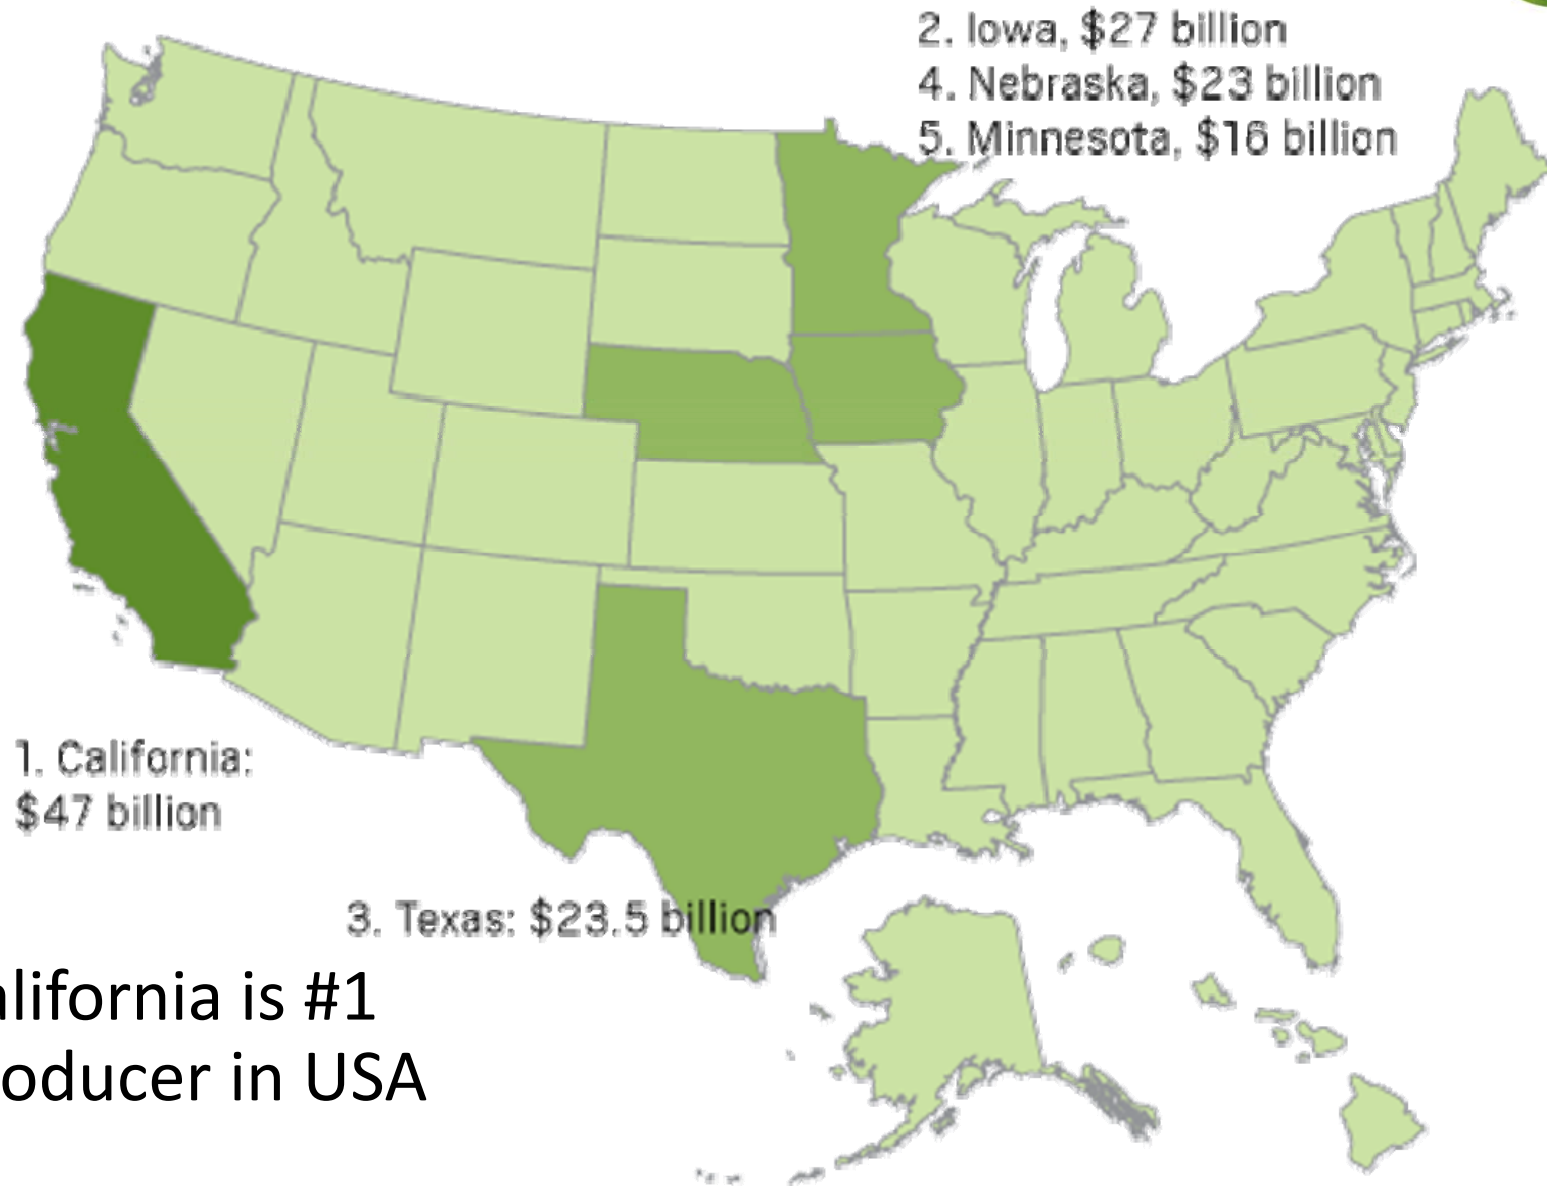 2. Iowa, $27 billion
4. Nebraska, $23 billion
5. Minnesota, $16 billion
1. California:
$47 billion
3. Texas: $23.5 billion
alifornia is #1
oducer in USA